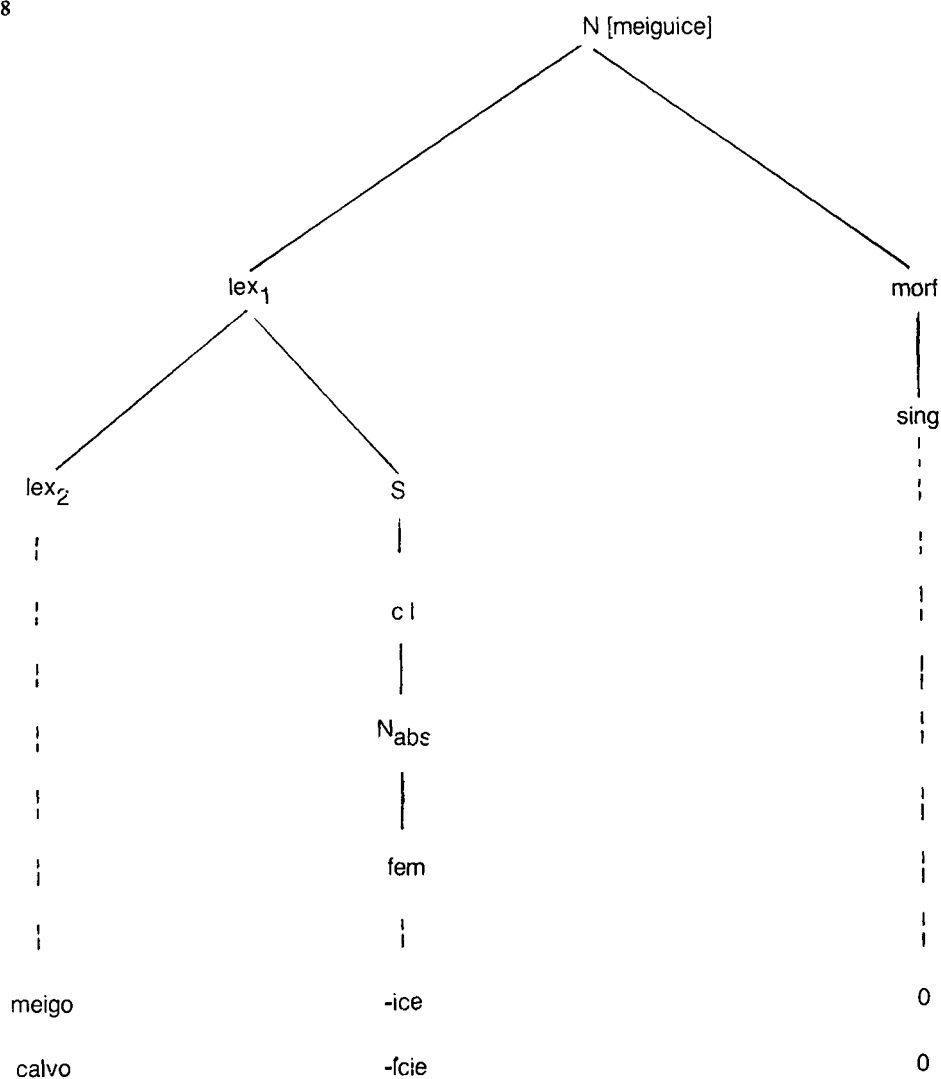 8
N [meiguice]
lex1 morf
sing
lex2 S
cl
Nabs
fem
meigo -ice 0
calvo -ície 0